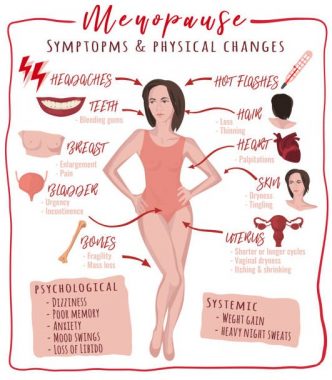 Menopause
SYMPTOPMS & PHYSICAL CHANGES
HEADACHES
HOT FLASHES
TEETH
- Bleeding gums
HAIR
- Loss
- Thinning
BREAST
- Enlargement
- Pain
HEART
- Palpitations
BLADDER
- Urgency
- Incontinence
SKIN
- Dryness
- Tingling
BONES
- Fragility
- Mass loss
UTERUS
- Shorter or longer cycles
- Vaginal dryness
- Itching & shrinking
PSYCHOLOGICAL
- DIZZINESS
- POOR MEMORY
- ANXIETY
- MOOD SWINGS
- LOSS OF LIBIDO
SYSTEMIC
- WEGHT GAIN
- HEAVY NIGHT SWEATS